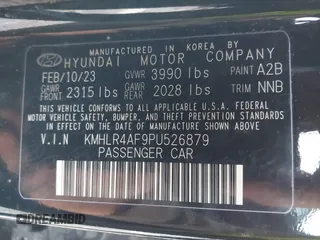 MANUFACTURED IN KOREA BY
HYUNDAI MOTOR COMPANY
FEB/10/23 GVWR 3990 lbs PAINT A2B
GAWR FRONT 2315 lbs GAWR REAR 2028 lbs TRIM NNB
THIS VEHICLE CONFORMS TO ALL APPLICABLE U.S. FEDERAL MOTOR VEHICLE SAFETY, BUMPER, AND THEFT PREVENTION STANDARDS IN EFFECT ON THE DATE OF MANUFACTURE SHOWN ABOVE.
V.I.N KMHLR4AF9PU526879
PASSENGER CAR
DREAMBID